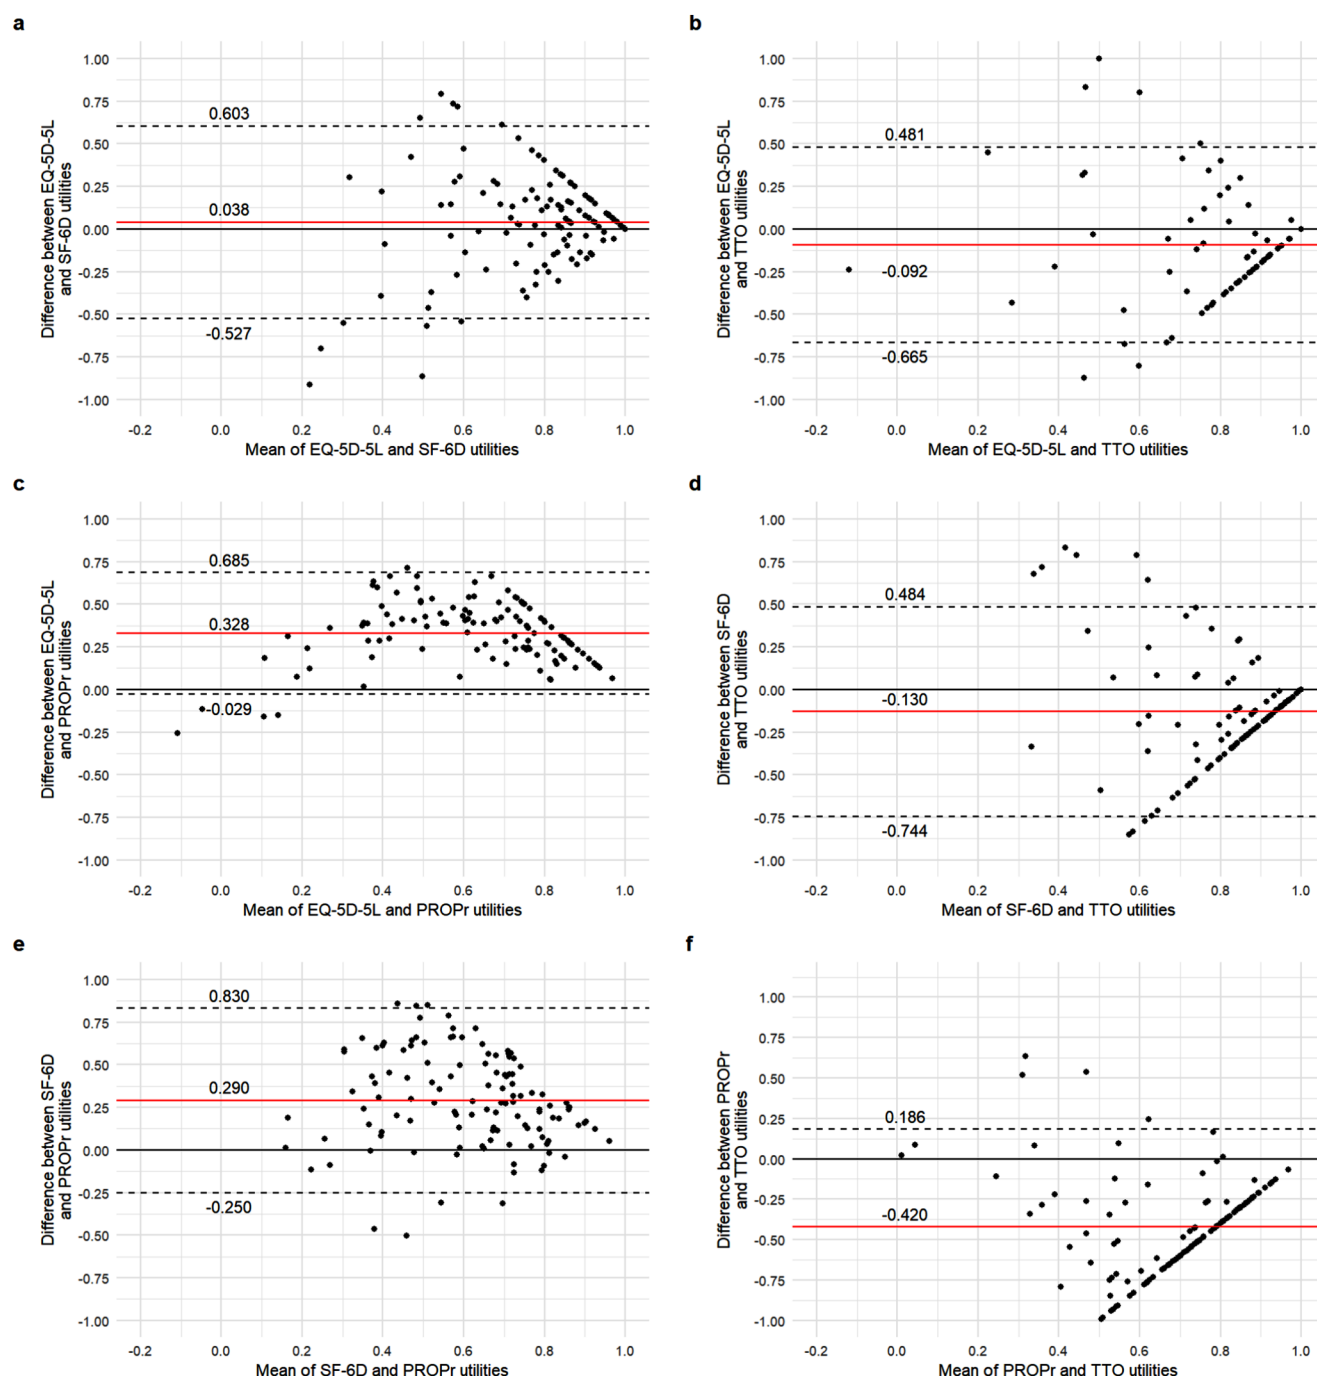 a
1.00
0.75
0.50
0.25
0.00
-0.25
-0.50
-0.75
-1.00
0.603
0.038
-0.527
-0.2 0.0 0.2 0.4 0.6 0.8 1.0
Mean of EQ-5D-5L and SF-6D utilities
Difference between EQ-5D-5L
and SF-6D utilities
b
1.00
0.75
0.50
0.25
0.00
-0.25
-0.50
-0.75
-1.00
0.481
-0.092
-0.665
-0.2 0.0 0.2 0.4 0.6 0.8 1.0
Mean of EQ-5D-5L and TTO utilities
Difference between EQ-5D-5L
and TTO utilities
c
1.00
0.75
0.50
0.25
0.00
-0.25
-0.50
-0.75
-1.00
0.685
0.328
-0.029
-0.2 0.0 0.2 0.4 0.6 0.8 1.0
Mean of EQ-5D-5L and PROPr utilities
Difference between EQ-5D-5L
and PROPr utilities
d
1.00
0.75
0.50
0.25
0.00
-0.25
-0.50
-0.75
-1.00
0.484
-0.130
-0.744
-0.2 0.0 0.2 0.4 0.6 0.8 1.0
Mean of SF-6D and TTO utilities
Difference between SF-6D
and TTO utilities
e
1.00
0.75
0.50
0.25
0.00
-0.25
-0.50
-0.75
-1.00
0.830
0.290
-0.250
-0.2 0.0 0.2 0.4 0.6 0.8 1.0
Mean of SF-6D and PROPr utilities
Difference between SF-6D
and PROPr utilities
f
1.00
0.75
0.50
0.25
0.00
-0.25
-0.50
-0.75
-1.00
0.186
-0.420
-0.2 0.0 0.2 0.4 0.6 0.8 1.0
Mean of PROPr and TTO utilities
Difference between PROPr
and TTO utilities